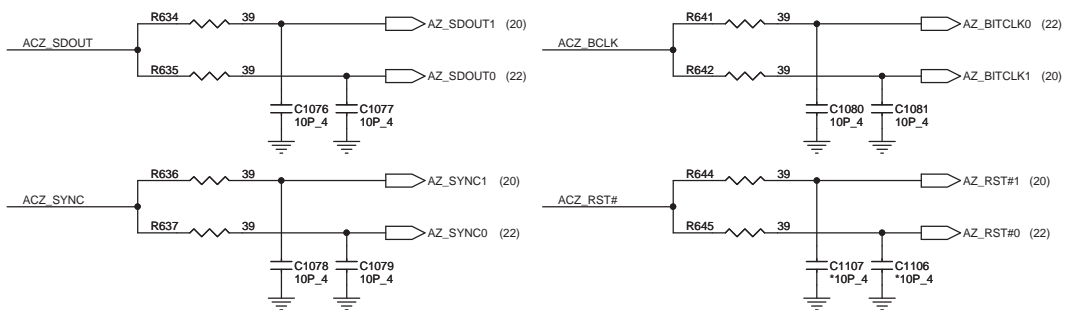 R634 39 AZ_SDOUT1 (20)
ACZ_SDOUT
R635 39 AZ_SDOUT0 (22)
C1076 C1077
10P_4 10P_4
R641 39 AZ_BITCLK0 (22)
ACZ_BCLK
R642 39 AZ_BITCLK1 (20)
C1080 C1081
10P_4 10P_4
R636 39 AZ_SYNC1 (20)
ACZ_SYNC
R637 39 AZ_SYNC0 (22)
C1078 C1079
10P_4 10P_4
R644 39 AZ_RST#1 (20)
ACZ_RST#
R645 39 AZ_RST#0 (22)
C1107 C1106
*10P_4 *10P_4